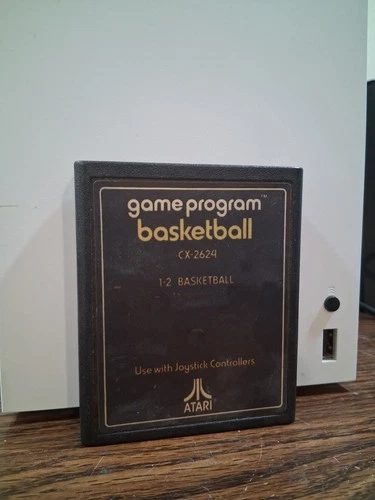 game program™
basketball
CX-2624
1-2 BASKETBALL
Use with Joystick Controllers
ATARI